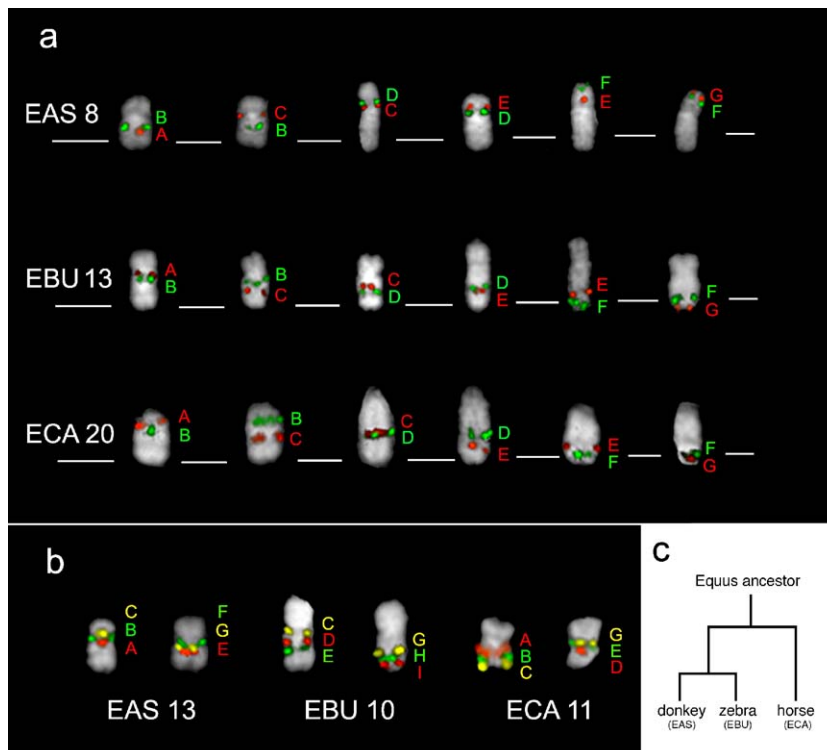 a
EAS 8
B
A
C
B
D
C
E
D
F
E
G
F
EBU 13
A
B
B
C
C
D
D
E
E
F
F
G
ECA 20
A
B
B
C
C
D
D
E
E
F
F
G
b
C
B
A
F
G
E
C
D
E
G
H
I
A
B
C
G
E
D
EAS 13
EBU 10
ECA 11
c
Equus ancestor
donkey zebra horse
(EAS) (EBU) (ECA)